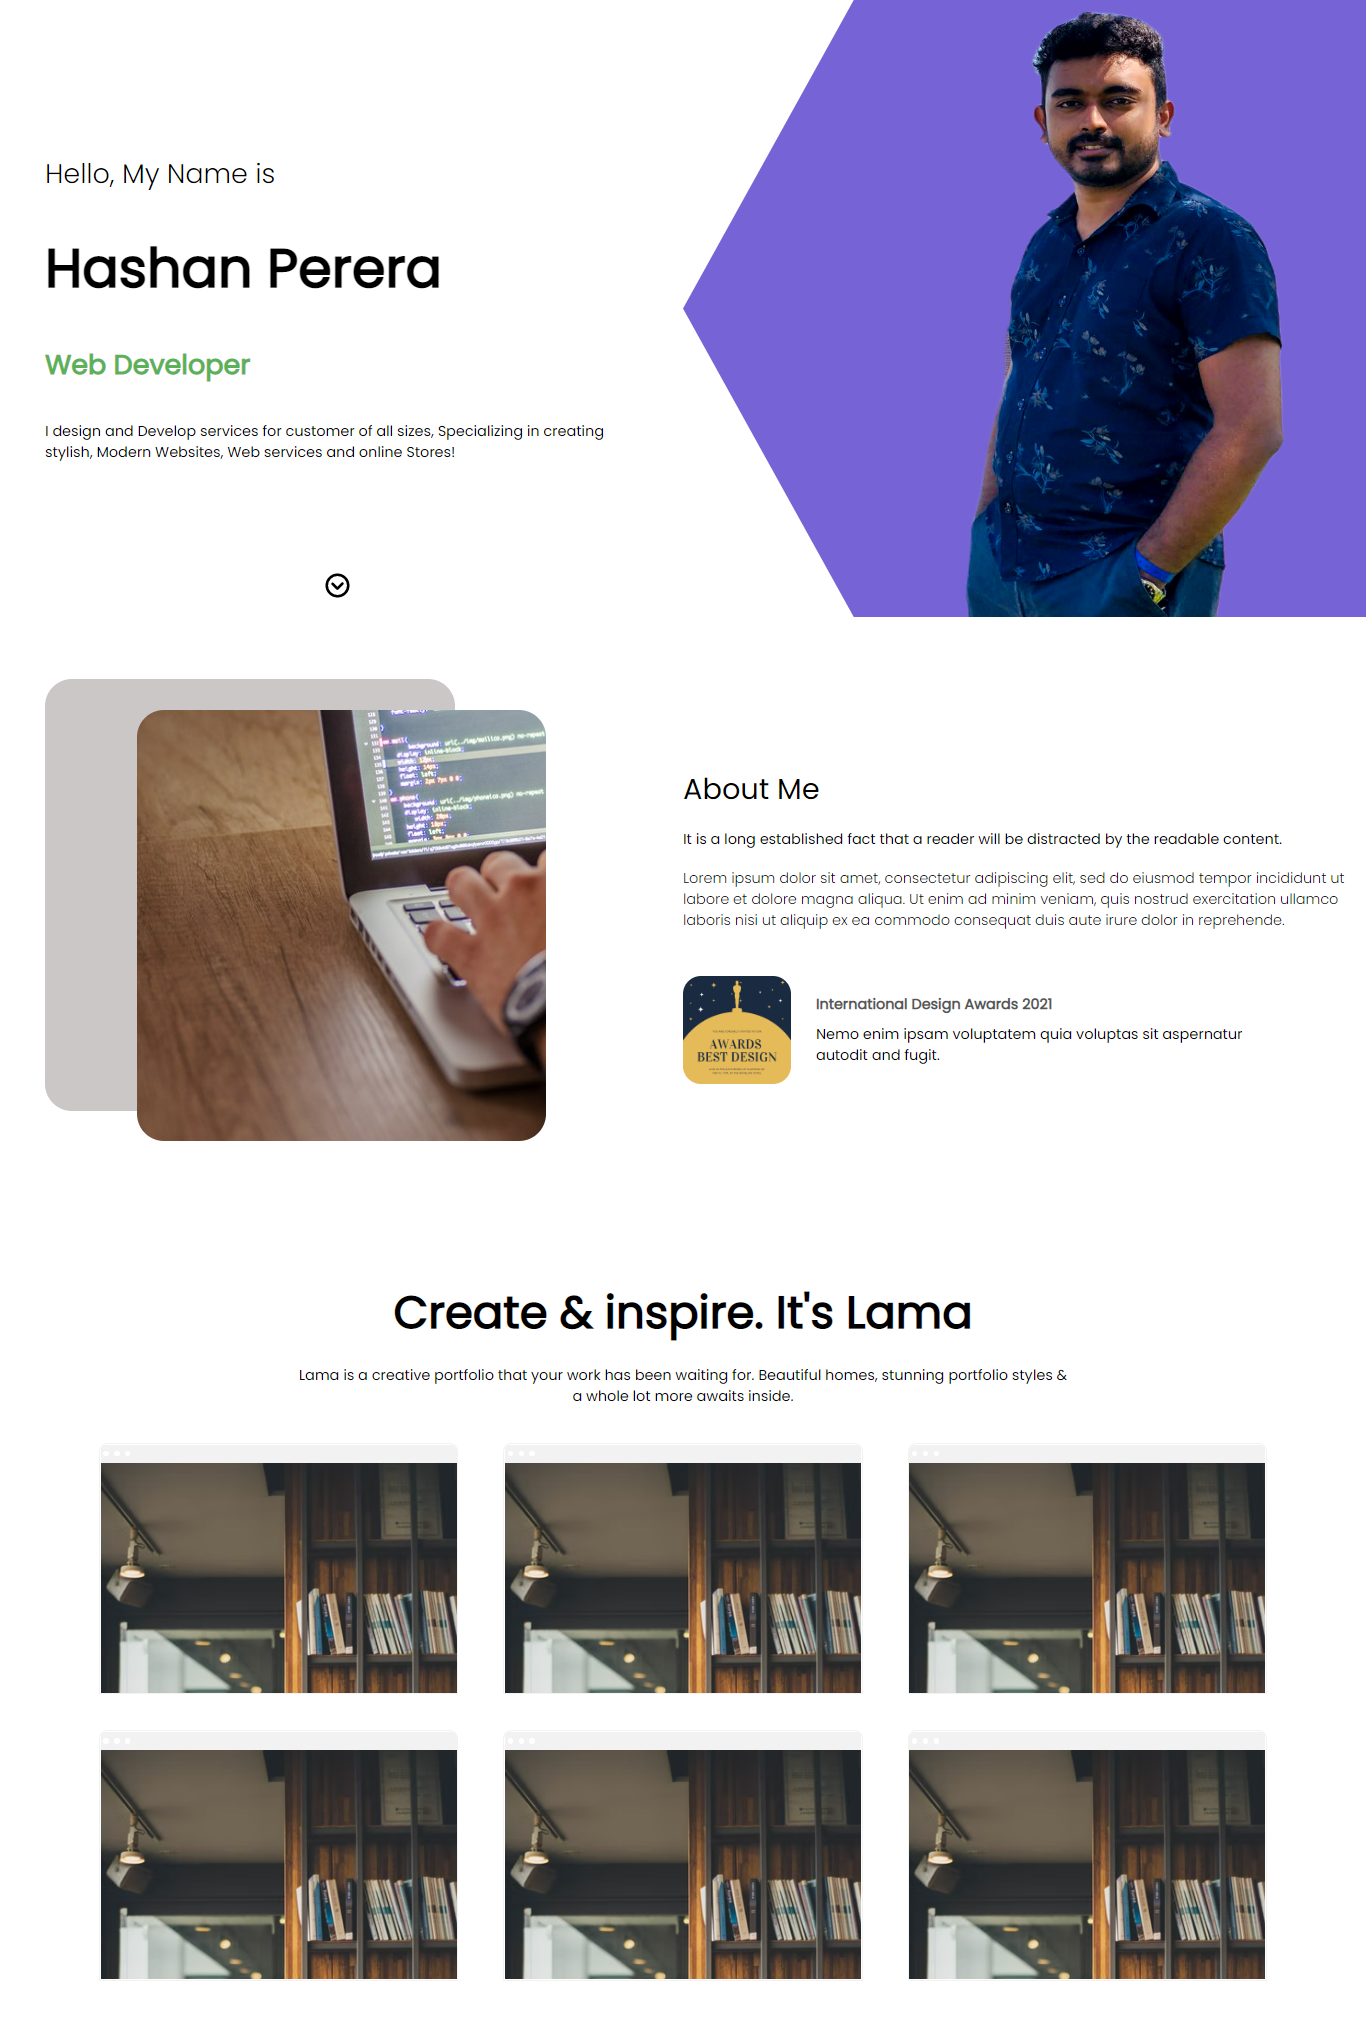 Hello, My Name is
Hashan Perera
Web Developer
I design and Develop services for customer of all sizes, Specializing in creating
stylish, Modern Websites, Web services and online Stores!
About Me
It is a long established fact that a reader will be distracted by the readable content.
Lorem ipsum dolor sit amet, consectetur adipiscing elit, sed do eiusmod tempor incididunt ut
labore et dolore magna aliqua. Ut enim ad minim veniam, quis nostrud exercitation ullamco
laboris nisi ut aliquip ex ea commodo consequat duis aute irure dolor in reprehende.
AWARDS
BEST DESIGN
International Design Awards 2021
Nemo enim ipsam voluptatem quia voluptas sit aspernatur
autodit and fugit.
Create & inspire. It's Lama
Lama is a creative portfolio that your work has been waiting for. Beautiful homes, stunning portfolio styles &
a whole lot more awaits inside.